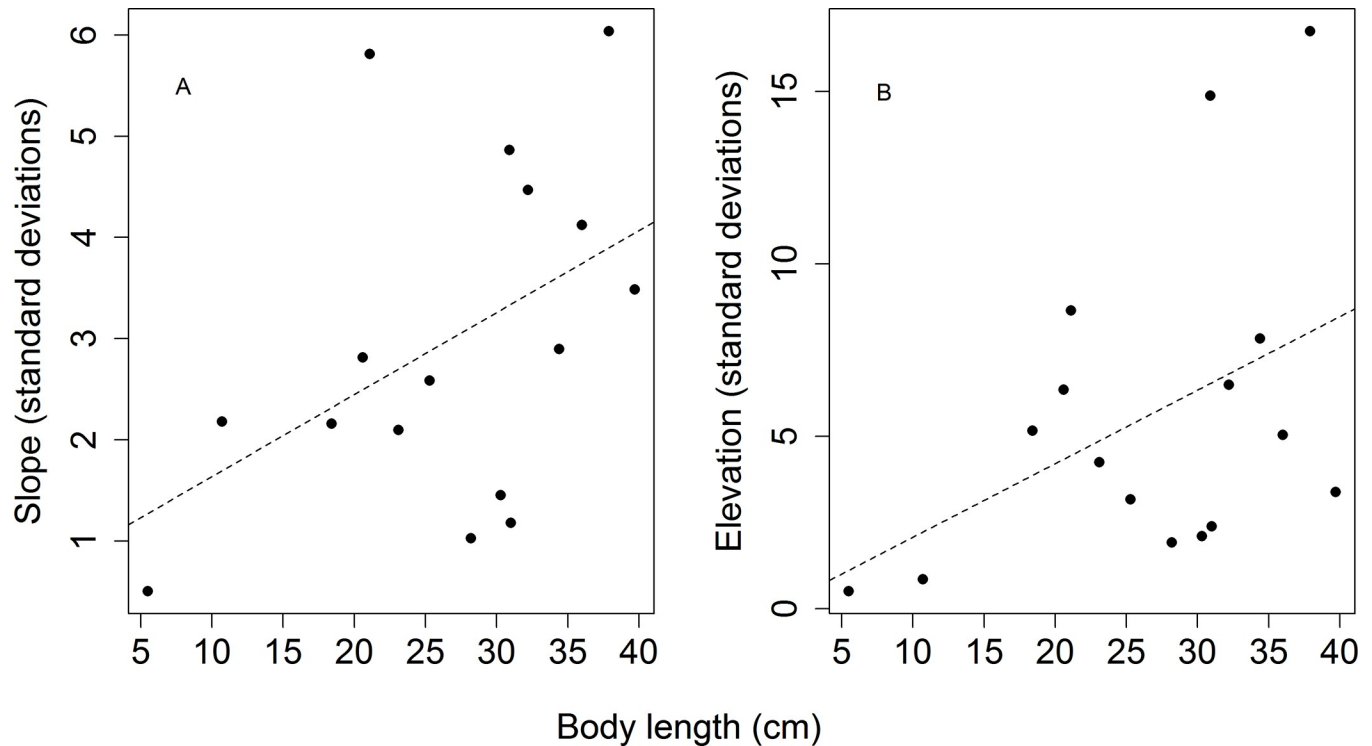 Slope (standard deviations)
6
5
4
3
2
1
A
5 10 15 20 25 30 35 40
Elevation (standard deviations)
15
10
5
0
B
5 10 15 20 25 30 35 40
Body length (cm)